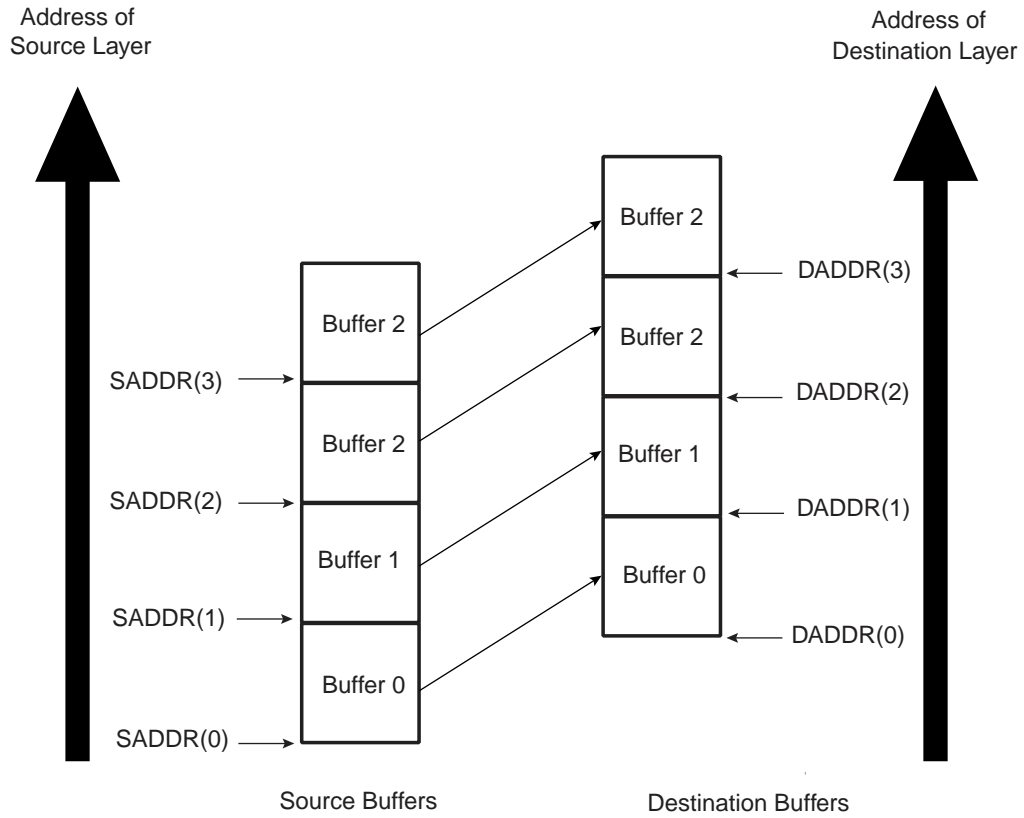 Address of
Source Layer
Address of
Destination Layer
Buffer 2
Buffer 2
Buffer 1
Buffer 0
SADDR(3)
SADDR(2)
SADDR(1)
SADDR(0)
Buffer 2
Buffer 2
Buffer 1
Buffer 0
DADDR(3)
DADDR(2)
DADDR(1)
DADDR(0)
Source Buffers
Destination Buffers